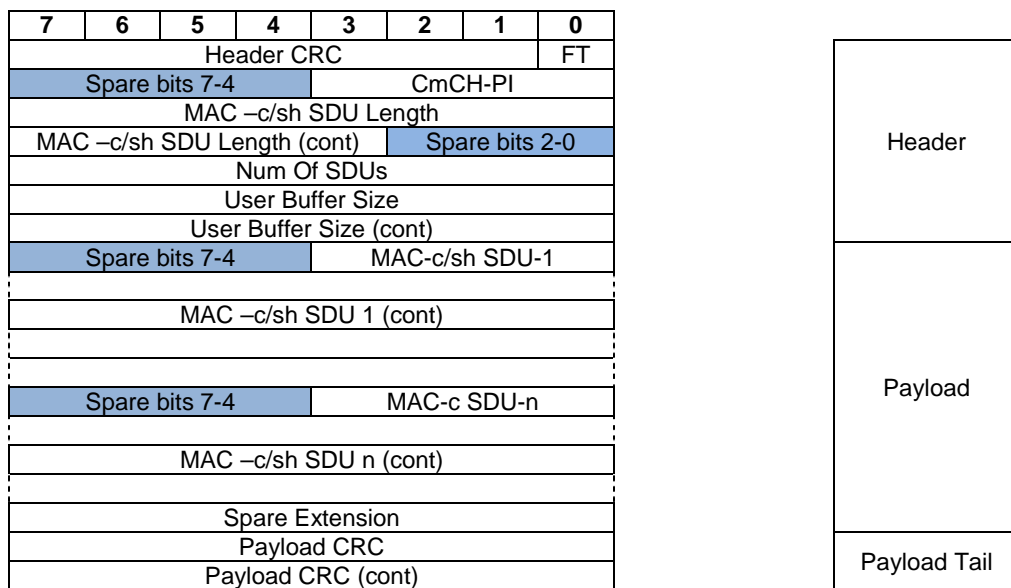 7 6 5 4 3 2 1 0
Header CRC FT
Spare bits 7-4 CmCH-PI
MAC –c/sh SDU Length
MAC –c/sh SDU Length (cont) Spare bits 2-0
Num Of SDUs
User Buffer Size
User Buffer Size (cont)
Spare bits 7-4 MAC-c/sh SDU-1
MAC –c/sh SDU 1 (cont)
Spare bits 7-4 MAC-c SDU-n
MAC –c/sh SDU n (cont)
Spare Extension
Payload CRC
Payload CRC (cont)
Header
Payload
Payload Tail